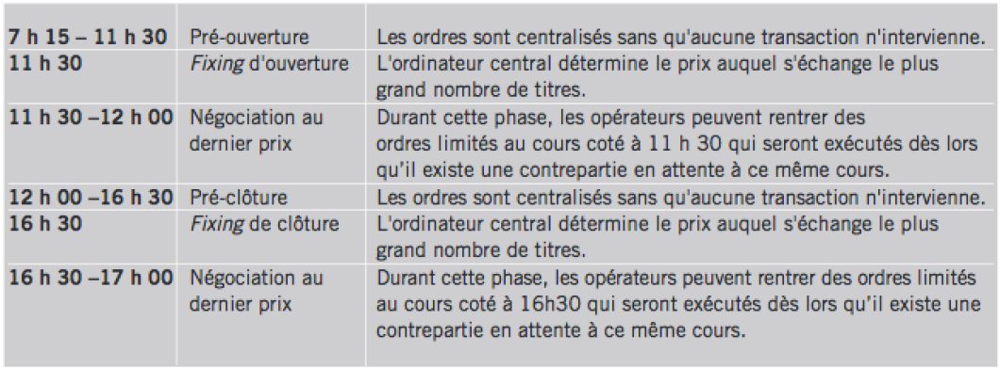 7 h 15 – 11 h 30 Pré-ouverture Les ordres sont centralisés sans qu'aucune transaction n'intervienne.
11 h 30 Fixing d'ouverture L'ordinateur central détermine le prix auquel s'échange le plus
grand nombre de titres.
11 h 30 –12 h 00 Négociation au Durant cette phase, les opérateurs peuvent rentrer des
dernier prix ordres limités au cours coté à 11 h 30 qui seront exécutés dès lors
qu'il existe une contrepartie en attente à ce même cours.
12 h 00 –16 h 30 Pré-clôture Les ordres sont centralisés sans qu'aucune transaction n'intervienne.
16 h 30 Fixing de clôture L'ordinateur central détermine le prix auquel s'échange le plus
grand nombre de titres.
16 h 30 –17 h 00 Négociation au Durant cette phase, les opérateurs peuvent rentrer des ordres limités
dernier prix au cours coté à 16h30 qui seront exécutés dès lors qu'il existe une
contrepartie en attente à ce même cours.